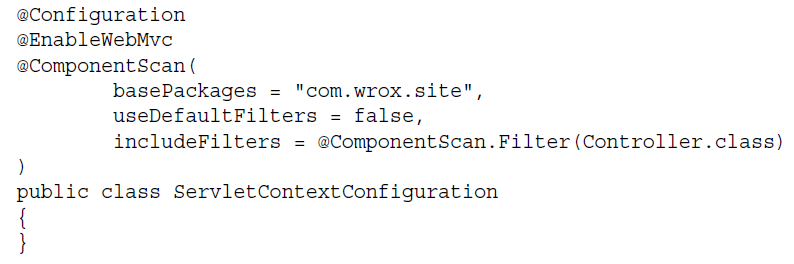 @Configuration
@EnableWebMvc
@ComponentScan(
        basePackages = "com.wrox.site",
        useDefaultFilters = false,
        includeFilters = @ComponentScan.Filter(Controller.class)
)
public class ServletContextConfiguration
{
}